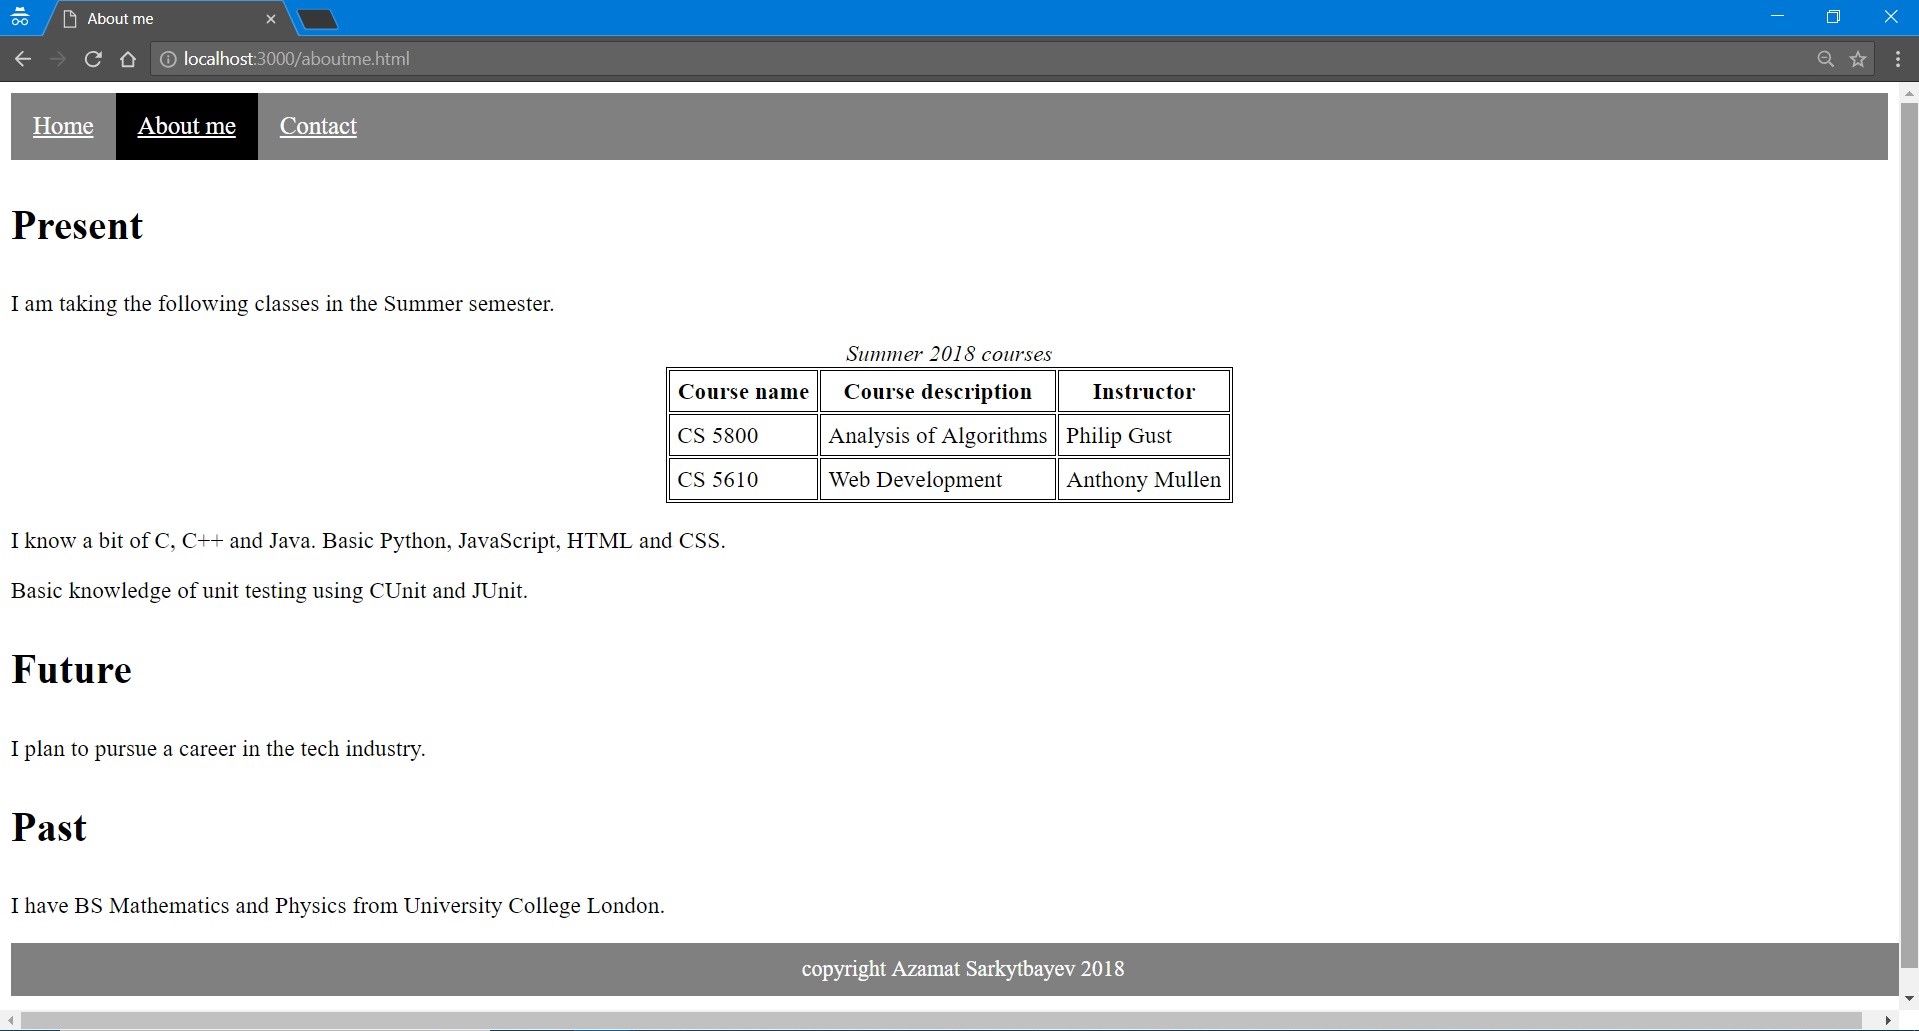 About me
localhost:3000/aboutme.html
Home About me Contact
Present
I am taking the following classes in the Summer semester.
Summer 2018 courses
Course name Course description Instructor
CS 5800 Analysis of Algorithms Philip Gust
CS 5610 Web Development Anthony Mullen
I know a bit of C, C++ and Java. Basic Python, JavaScript, HTML and CSS.
Basic knowledge of unit testing using CUnit and JUnit.
Future
I plan to pursue a career in the tech industry.
Past
I have BS Mathematics and Physics from University College London.
copyright Azamat Sarkytbayev 2018